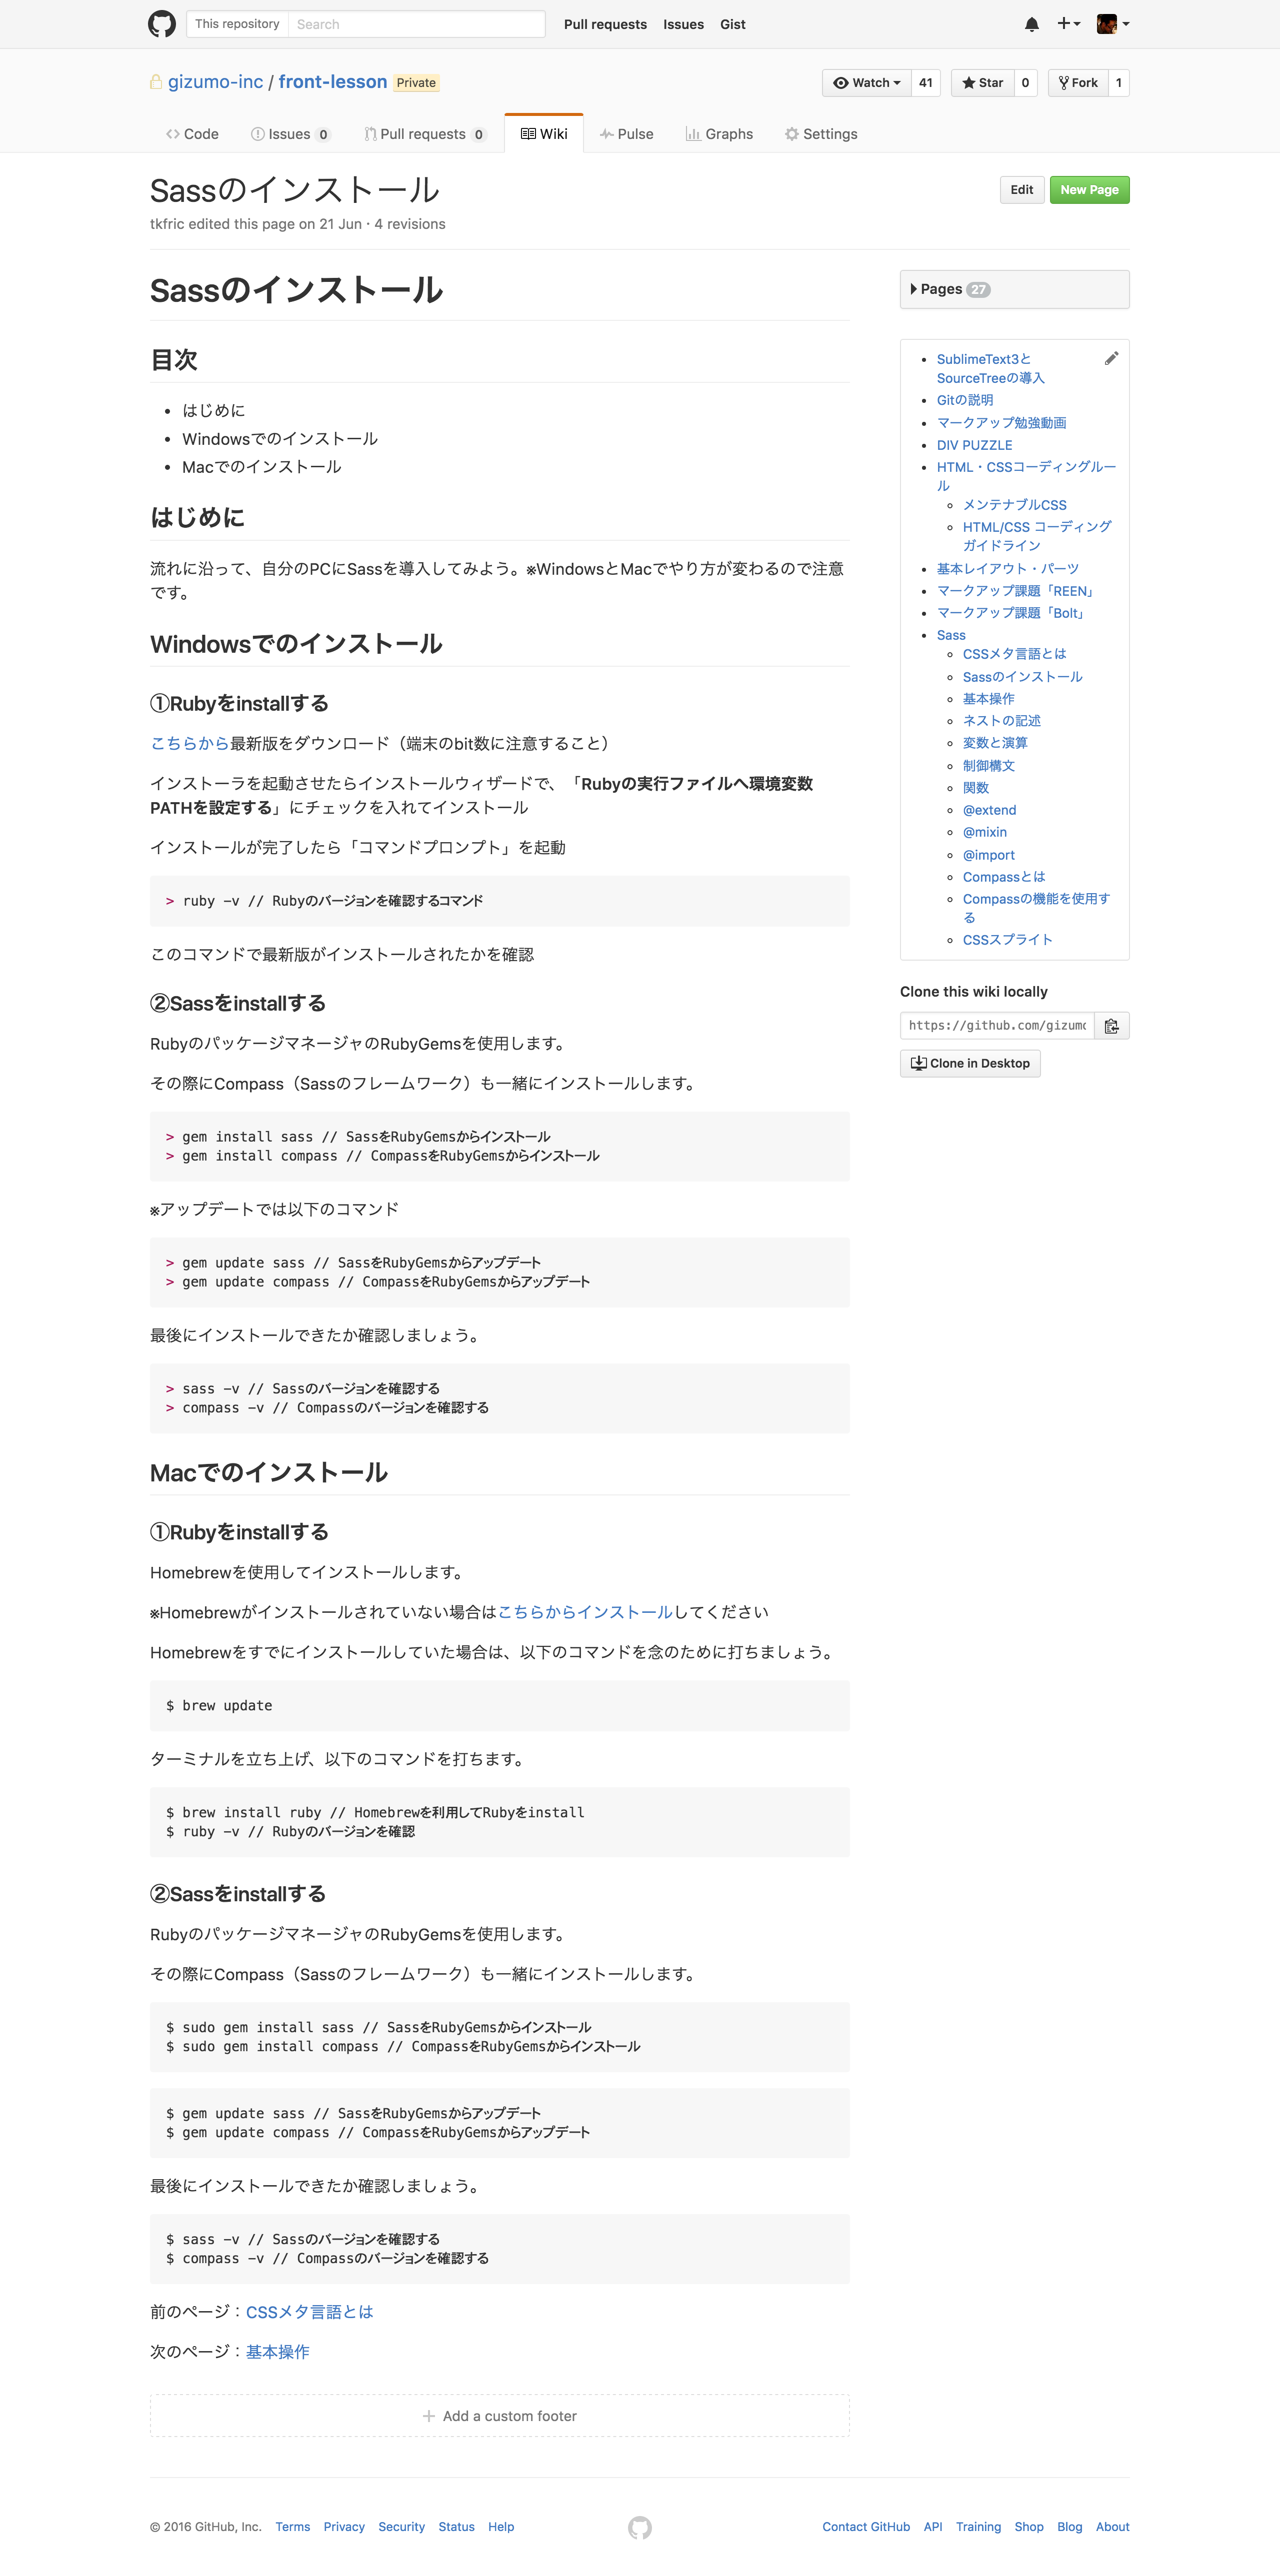 This repository Search Pull requests Issues Gist
gizumo-inc / front-lesson Private Watch 41 Star 0 Fork 1
Code Issues 0 Pull requests 0 Wiki Pulse Graphs Settings
Sassのインストール Edit New Page
tkfric edited this page on 21 Jun · 4 revisions
Sassのインストール
目次
• はじめに
• Windowsでのインストール
• Macでのインストール
はじめに
流れに沿って、自分のPCにSassを導入してみよう。※WindowsとMacでやり方が変わるので注意
です。
Windowsでのインストール
①Rubyをinstallする
こちらから最新版をダウンロード（端末のbit数に注意すること）
インストーラを起動させたらインストールウィザードで、「Rubyの実行ファイルへ環境変数
PATHを設定する」にチェックを入れてインストール
インストールが完了したら「コマンドプロンプト」を起動
> ruby -v // Rubyのバージョンを確認するコマンド
このコマンドで最新版がインストールされたかを確認
②Sassをinstallする
RubyのパッケージマネージャのRubyGemsを使用します。
その際にCompass（Sassのフレームワーク）も一緒にインストールします。
> gem install sass // SassをRubyGemsからインストール
> gem install compass // CompassをRubyGemsからインストール
※アップデートでは以下のコマンド
> gem update sass // SassをRubyGemsからアップデート
> gem update compass // CompassをRubyGemsからアップデート
最後にインストールできたか確認しましょう。
> sass -v // Sassのバージョンを確認する
> compass -v // Compassのバージョンを確認する
Macでのインストール
①Rubyをinstallする
Homebrewを使用してインストールします。
※Homebrewがインストールされていない場合はこちらからインストールしてください
Homebrewをすでにインストールしていた場合は、以下のコマンドを念のために打ちましょう。
$ brew update
ターミナルを立ち上げ、以下のコマンドを打ちます。
$ brew install ruby // Homebrewを利用してRubyをinstall
$ ruby -v // Rubyのバージョンを確認
②Sassをinstallする
RubyのパッケージマネージャのRubyGemsを使用します。
その際にCompass（Sassのフレームワーク）も一緒にインストールします。
$ sudo gem install sass // SassをRubyGemsからインストール
$ sudo gem install compass // CompassをRubyGemsからインストール
$ gem update sass // SassをRubyGemsからアップデート
$ gem update compass // CompassをRubyGemsからアップデート
最後にインストールできたか確認しましょう。
$ sass -v // Sassのバージョンを確認する
$ compass -v // Compassのバージョンを確認する
前のページ：CSSメタ言語とは
次のページ：基本操作
Add a custom footer
Pages 27
• SublimeText3と
SourceTreeの導入
• Gitの説明
• マークアップ勉強動画
• DIV PUZZLE
• HTML・CSSコーディングルー
ル
◦ メンテナブルCSS
◦ HTML/CSS コーディング
ガイドライン
• 基本レイアウト・パーツ
• マークアップ課題「REEN」
• マークアップ課題「Bolt」
• Sass
◦ CSSメタ言語とは
◦ Sassのインストール
◦ 基本操作
◦ ネストの記述
◦ 変数と演算
◦ 制御構文
◦ 関数
◦ @extend
◦ @mixin
◦ @import
◦ Compassとは
◦ Compassの機能を使用す
る
◦ CSSスプライト
Clone this wiki locally
https://github.com/gizumo
Clone in Desktop
© 2016 GitHub, Inc. Terms Privacy Security Status Help Contact GitHub API Training Shop Blog About